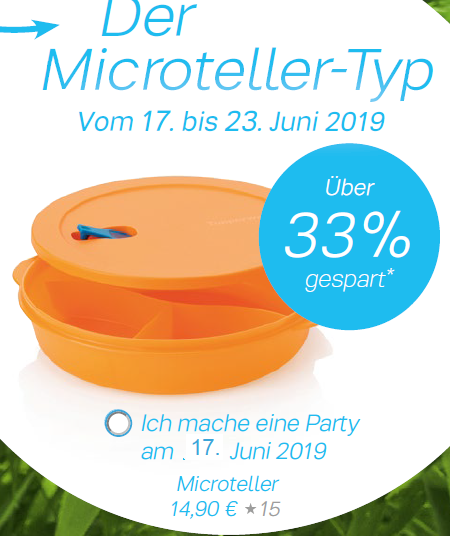 Der
Microteller-Typ
Vom 17. bis 23. Juni 2019
Über
33%
gespart*
Ich mache eine Party
am . 17. Juni 2019
Microteller
14,90 € ★15